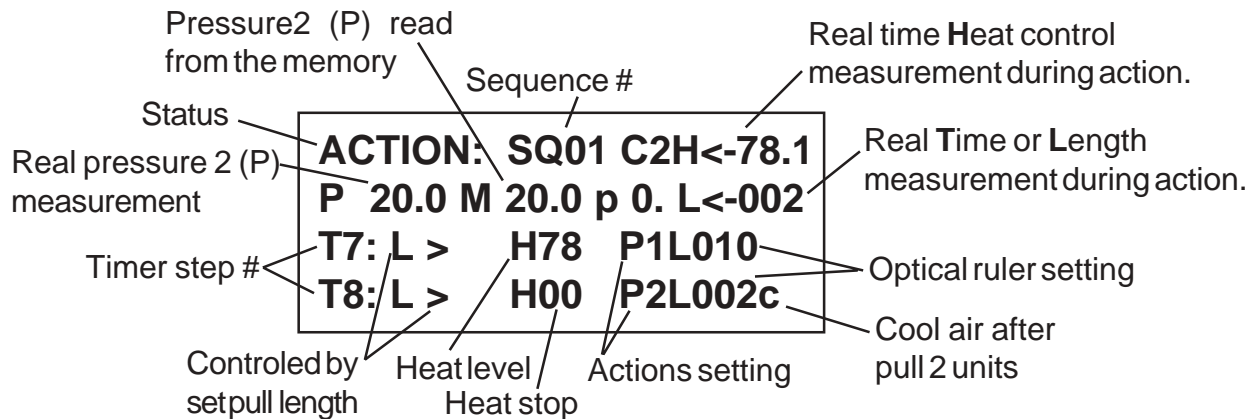 Pressure2 (P) read
from the memory
Sequence #
Real time Heat control
measurement during action.
Status
Real pressure 2 (P)
measurement
Timer step #
ACTION: SQ01 C2H<-78.1
P 20.0 M 20.0 p 0. L<-002
T7: L > H78 P1L010
T8: L > H00 P2L002c
Real Time or Length
measurement during action.
Optical ruler setting
Cool air after
pull 2 units
Controled by
set pull length
Heat level
Heat stop
Actions setting